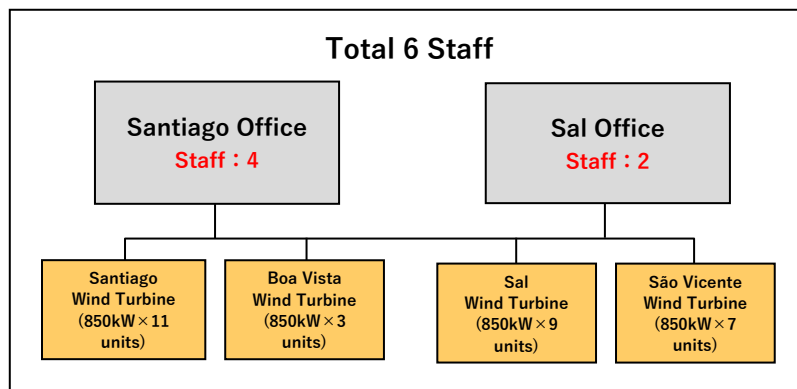 Total 6 Staff
Santiago Office
Staff：4
Sal Office
Staff：2
Santiago
Wind Turbine
(850kW×11
units)
Boa Vista
Wind Turbine
(850kW×3
units)
Sal
Wind Turbine
(850kW×9
units)
São Vicente
Wind Turbine
(850kW×7
units)